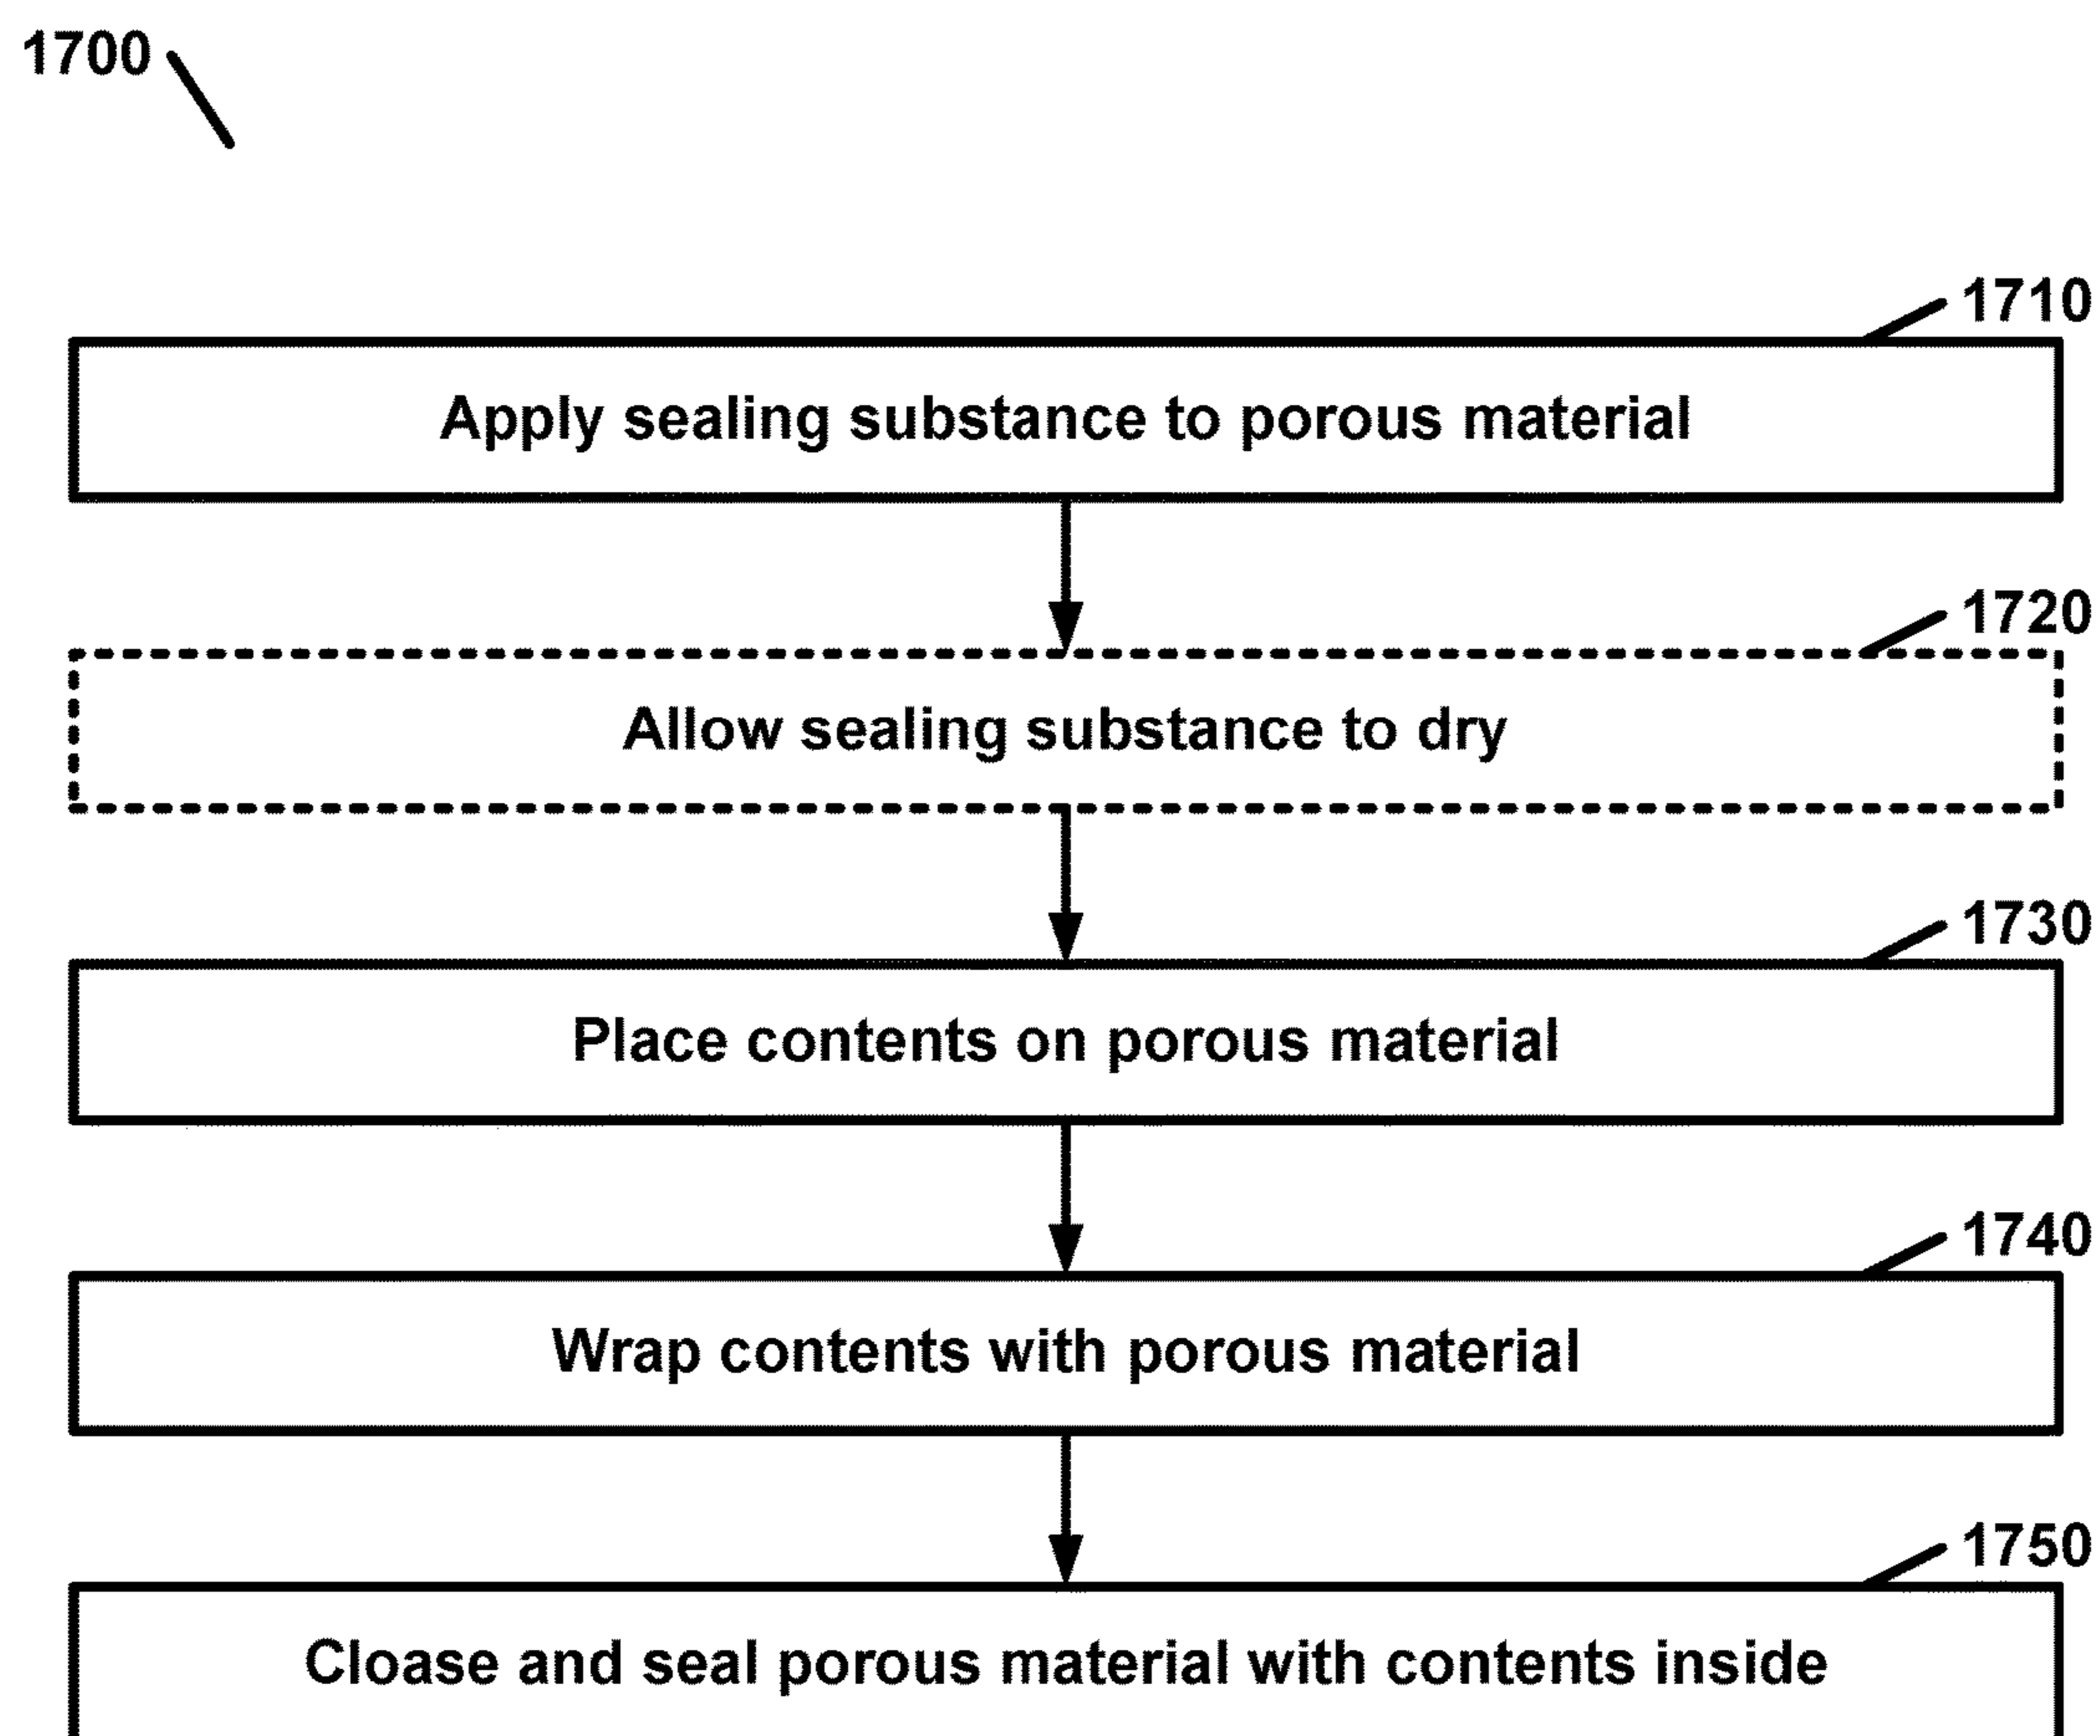 1700
1710
Apply sealing substance to porous material
1720
Allow sealing substance to dry
1730
Place contents on porous material
1740
Wrap contents with porous material
1750
Cloase and seal porous material with contents inside